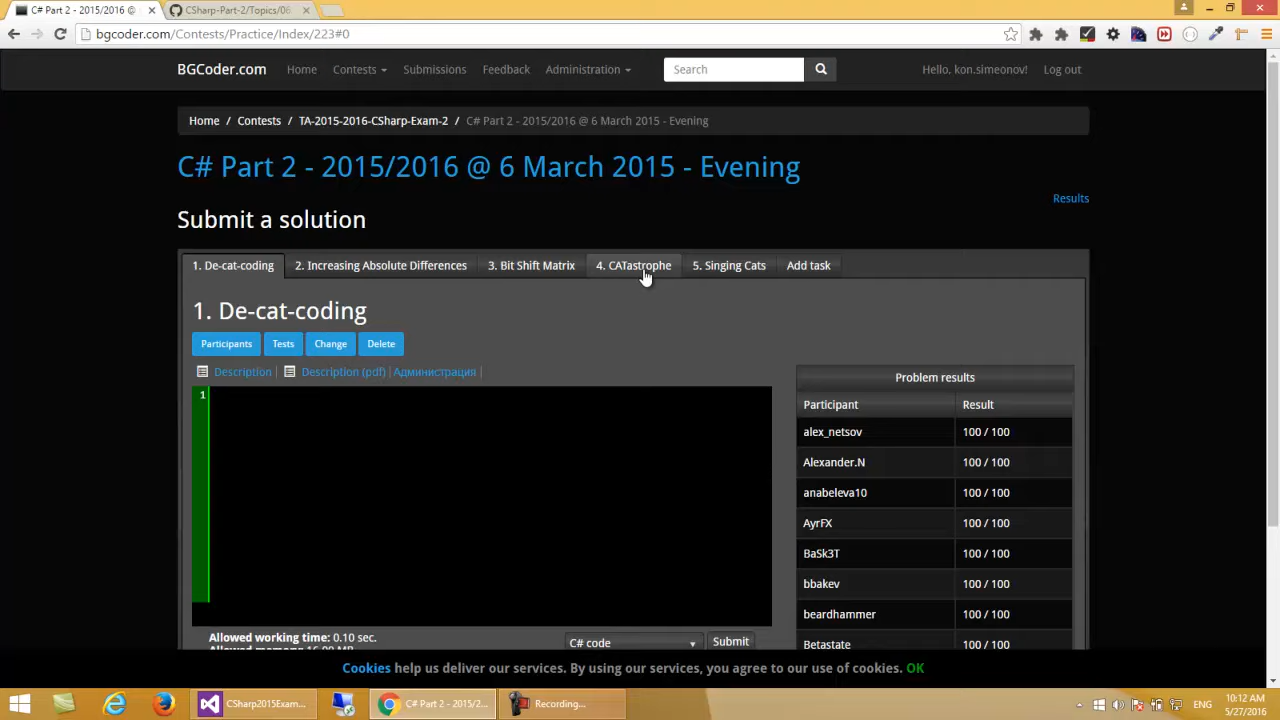 C# Part 2 - 2015/2016 @
CSharp-Part-2/Topics/06
bgcoder.com/Contests/Practice/Index/223#0
BGCoder.com Home Contests Submissions Feedback Administration Search Hello, kon.simeonov! Log out
Home / Contests / TA-2015-2016-CSharp-Exam-2 / C# Part 2 - 2015/2016 @ 6 March 2015 - Evening
C# Part 2 - 2015/2016 @ 6 March 2015 - Evening
Results
Submit a solution
1. De-cat-coding 2. Increasing Absolute Differences 3. Bit Shift Matrix 4. CATastrophe 5. Singing Cats Add task
1. De-cat-coding
Participants Tests Change Delete
Description | Description (pdf) | Администрация |
1
Problem results
Participant Result
alex_netsov 100 / 100
Alexander.N 100 / 100
anabeleva10 100 / 100
AyrFX 100 / 100
BaSk3T 100 / 100
bbakev 100 / 100
beardhammer 100 / 100
Betastate 100 / 100
Allowed working time: 0.10 sec.
Allowed memory: 16.00 MB
C# code Submit
Cookies help us deliver our services. By using our services, you agree to our use of cookies. OK
CSharp2015Exam...
C# Part 2 - 2015/2...
Recording...
ENG
10:12 AM
5/27/2016